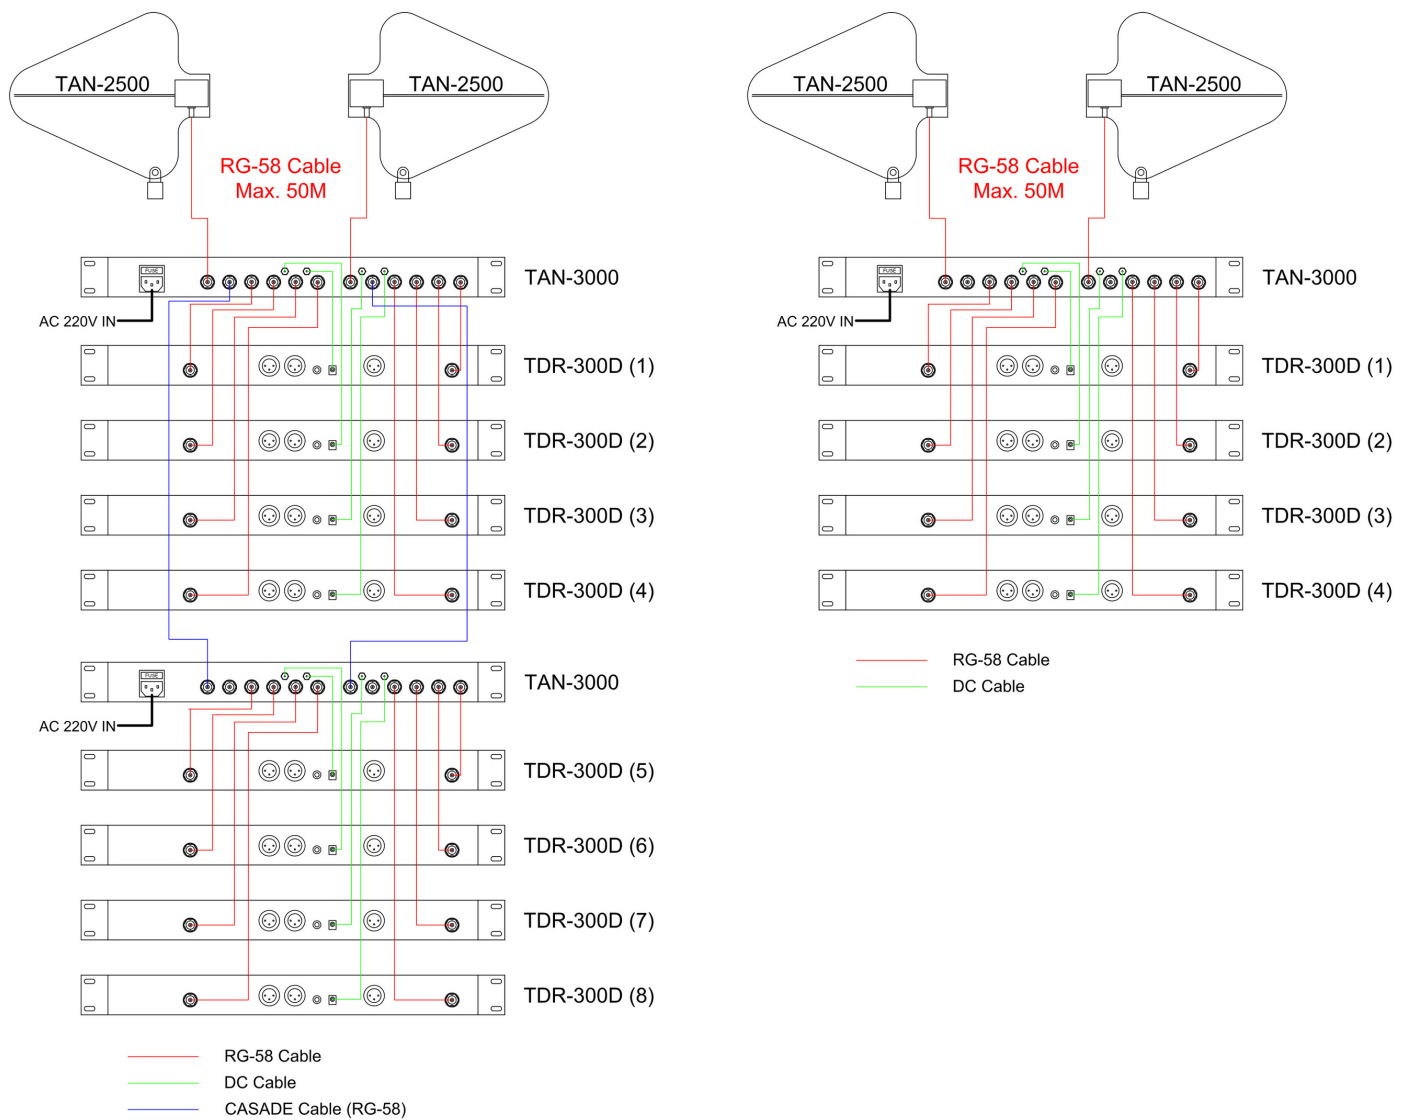 TAN-2500
TAN-2500
RG-58 Cable
Max. 50M
FUSE
TAN-3000
AC 220V IN
TDR-300D (1)
TDR-300D (2)
TDR-300D (3)
TDR-300D (4)
FUSE
TAN-3000
AC 220V IN
TDR-300D (5)
TDR-300D (6)
TDR-300D (7)
TDR-300D (8)
RG-58 Cable
DC Cable
CASADE Cable (RG-58)
TAN-2500
TAN-2500
RG-58 Cable
Max. 50M
FUSE
TAN-3000
AC 220V IN
TDR-300D (1)
TDR-300D (2)
TDR-300D (3)
TDR-300D (4)
RG-58 Cable
DC Cable